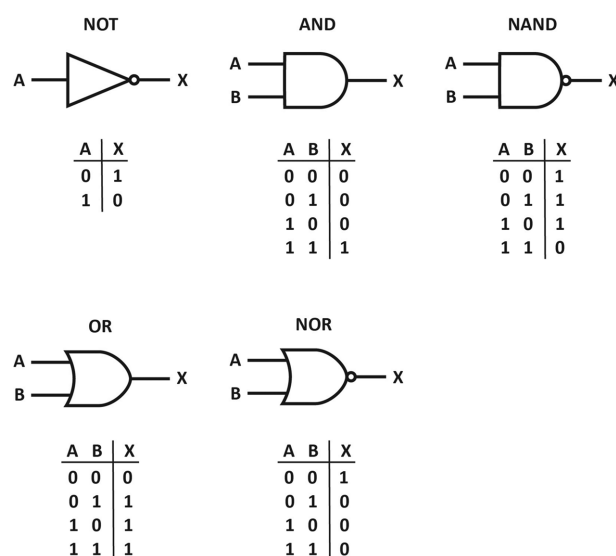 NOT
A X
A X
0 1
1 0
AND
A
X
B
A B X
0 0 0
0 1 0
1 0 0
1 1 1
NAND
A
X
B
A B X
0 0 1
0 1 1
1 0 1
1 1 0
OR
A
X
B
A B X
0 0 0
0 1 1
1 0 1
1 1 1
NOR
A
X
B
A B X
0 0 1
0 1 0
1 0 0
1 1 0